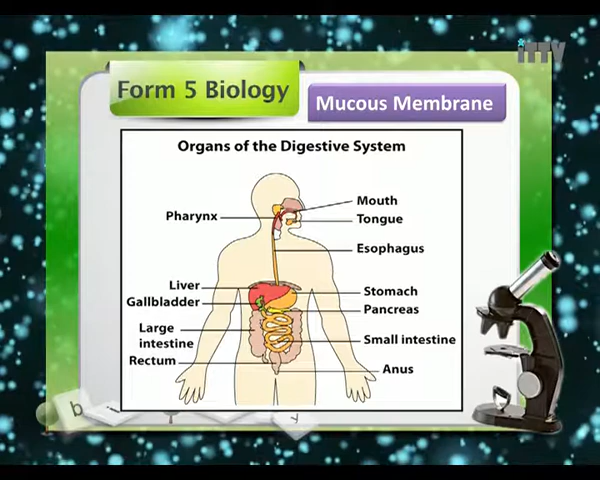 iTTV
Form 5 Biology
Mucous Membrane
Organs of the Digestive System
Mouth
Pharynx
Tongue
Esophagus
Liver
Stomach
Gallbladder
Pancreas
Large
intestine
Small intestine
Rectum
Anus
b
y